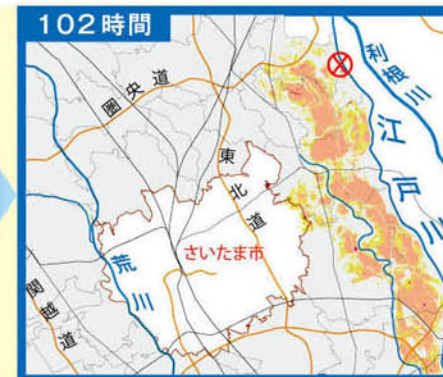 102時間
圏央道
利根川
江戸川
東北道
さいたま市
荒川
関越道